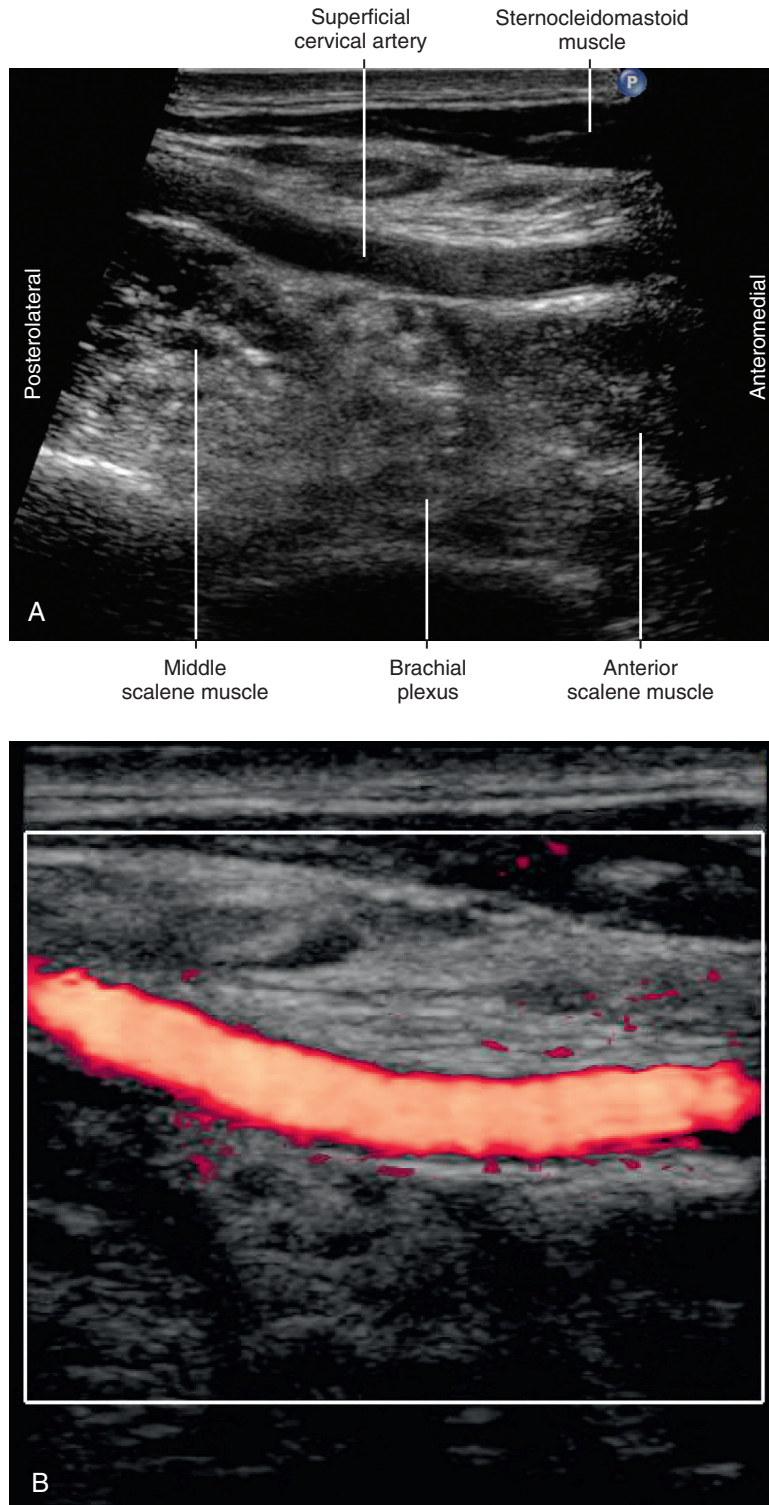 Superficial
cervical artery
Sternocleidomastoid
muscle
P
Posterolateral
Anteromedial
A
Middle
scalene muscle
Brachial
plexus
Anterior
scalene muscle
B